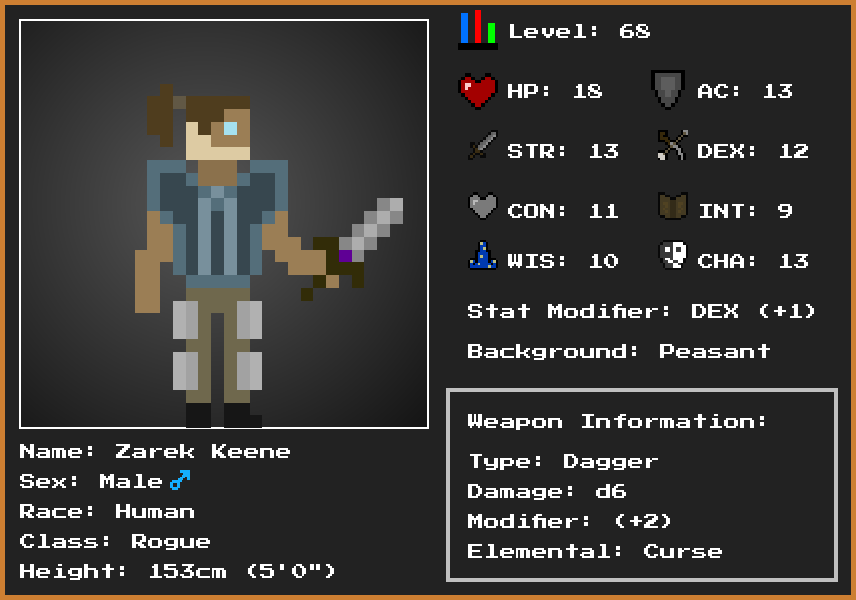 Level: 68
HP: 18 AC: 13
STR: 13 DEX: 12
CON: 11 INT: 9
WIS: 10 CHA: 13
Stat Modifier: DEX (+1)
Background: Peasant
Weapon Information:
Type: Dagger
Damage: d6
Modifier: (+2)
Elemental: Curse
Name: Zarek Keene
Sex: Male ♂
Race: Human
Class: Rogue
Height: 153cm (5'0")